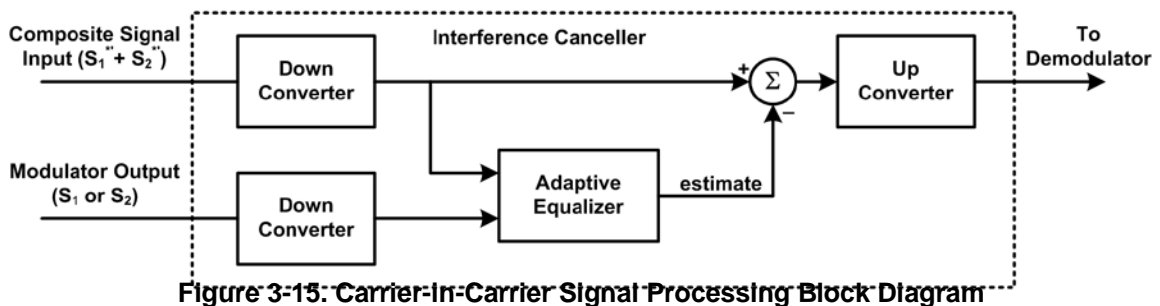 Composite Signal
Input (S₁*' + S₂*')
Interference Canceller
To
Demodulator
Down
Converter
+
Σ
−
Up
Converter
Modulator Output
(S₁ or S₂)
Down
Converter
Adaptive
Equalizer
estimate
Figure 3-15. Carrier-in-Carrier Signal Processing Block Diagram